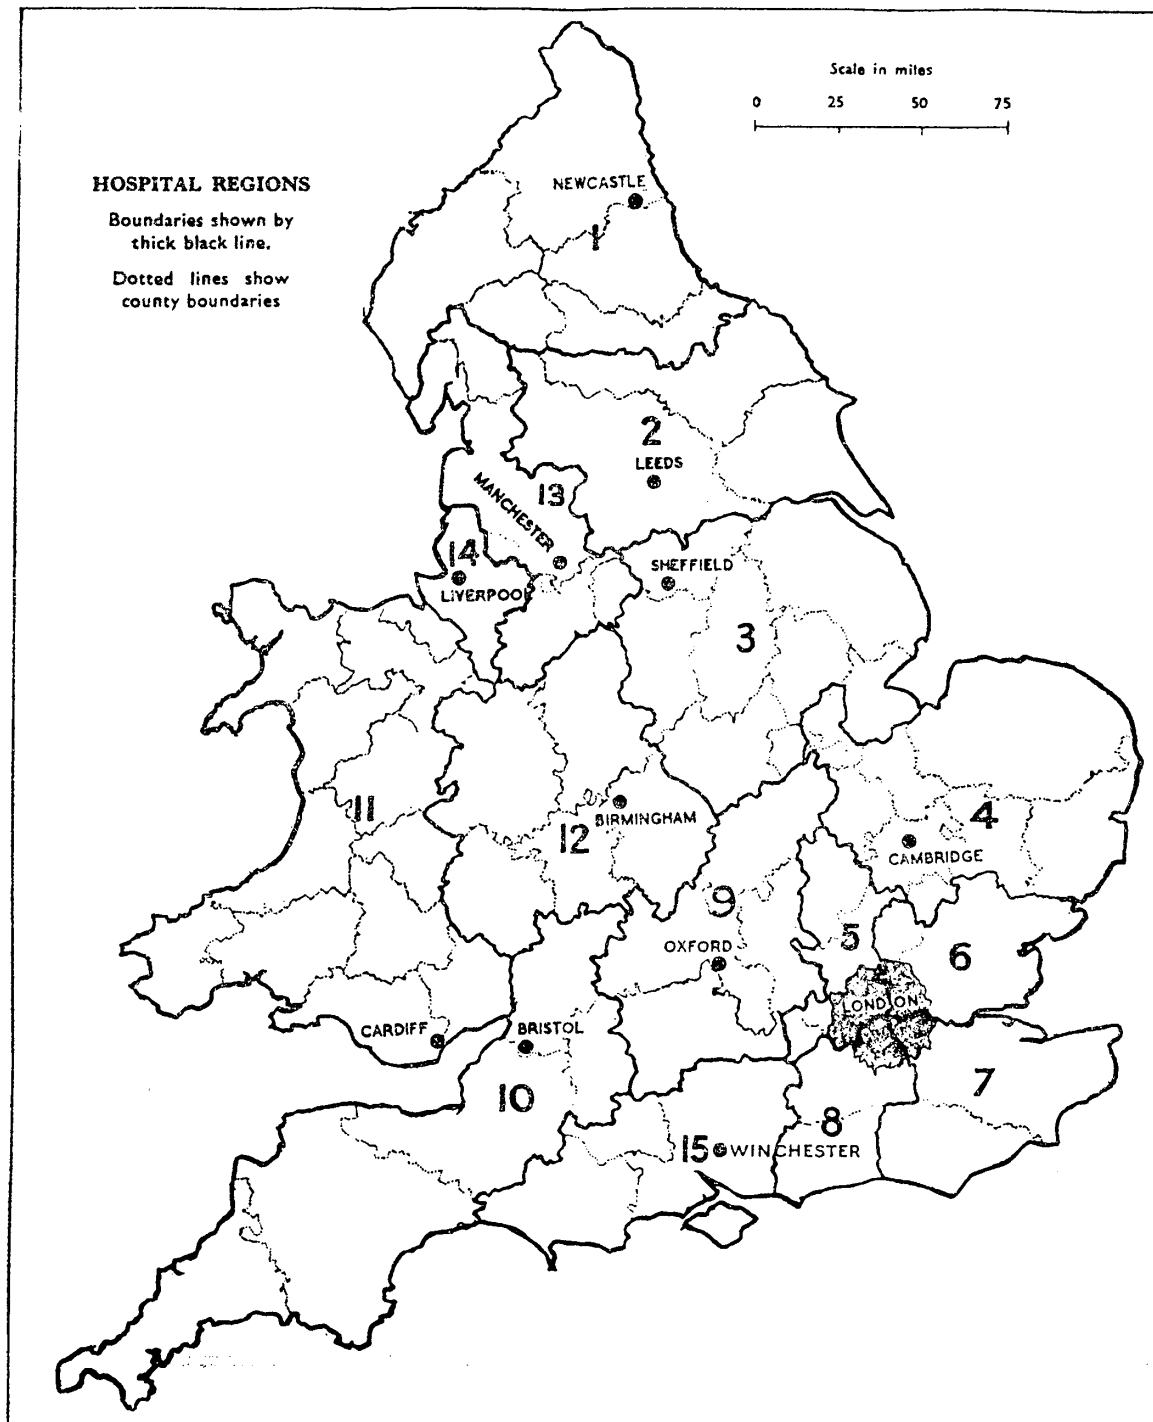 Scale in miles
0 25 50 75
HOSPITAL REGIONS
Boundaries shown by
thick black line.
Dotted lines show
county boundaries
NEWCASTLE
1
2
LEEDS
13
MANCHESTER
14
LIVERPOOL
SHEFFIELD
3
11
12
BIRMINGHAM
4
CAMBRIDGE
9
OXFORD
5
6
LONDON
CARDIFF
BRISTOL
10
7
8
15 WINCHESTER